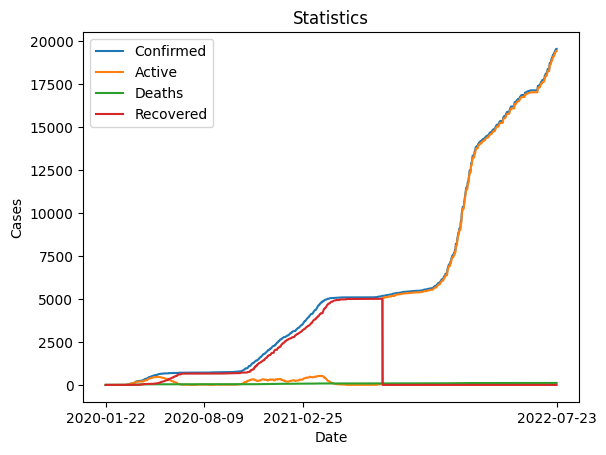 Statistics
Confirmed
Active
Deaths
Recovered
Cases
20000
17500
15000
12500
10000
7500
5000
2500
0
2020-01-22 2020-08-09 2021-02-25 2022-07-23
Date